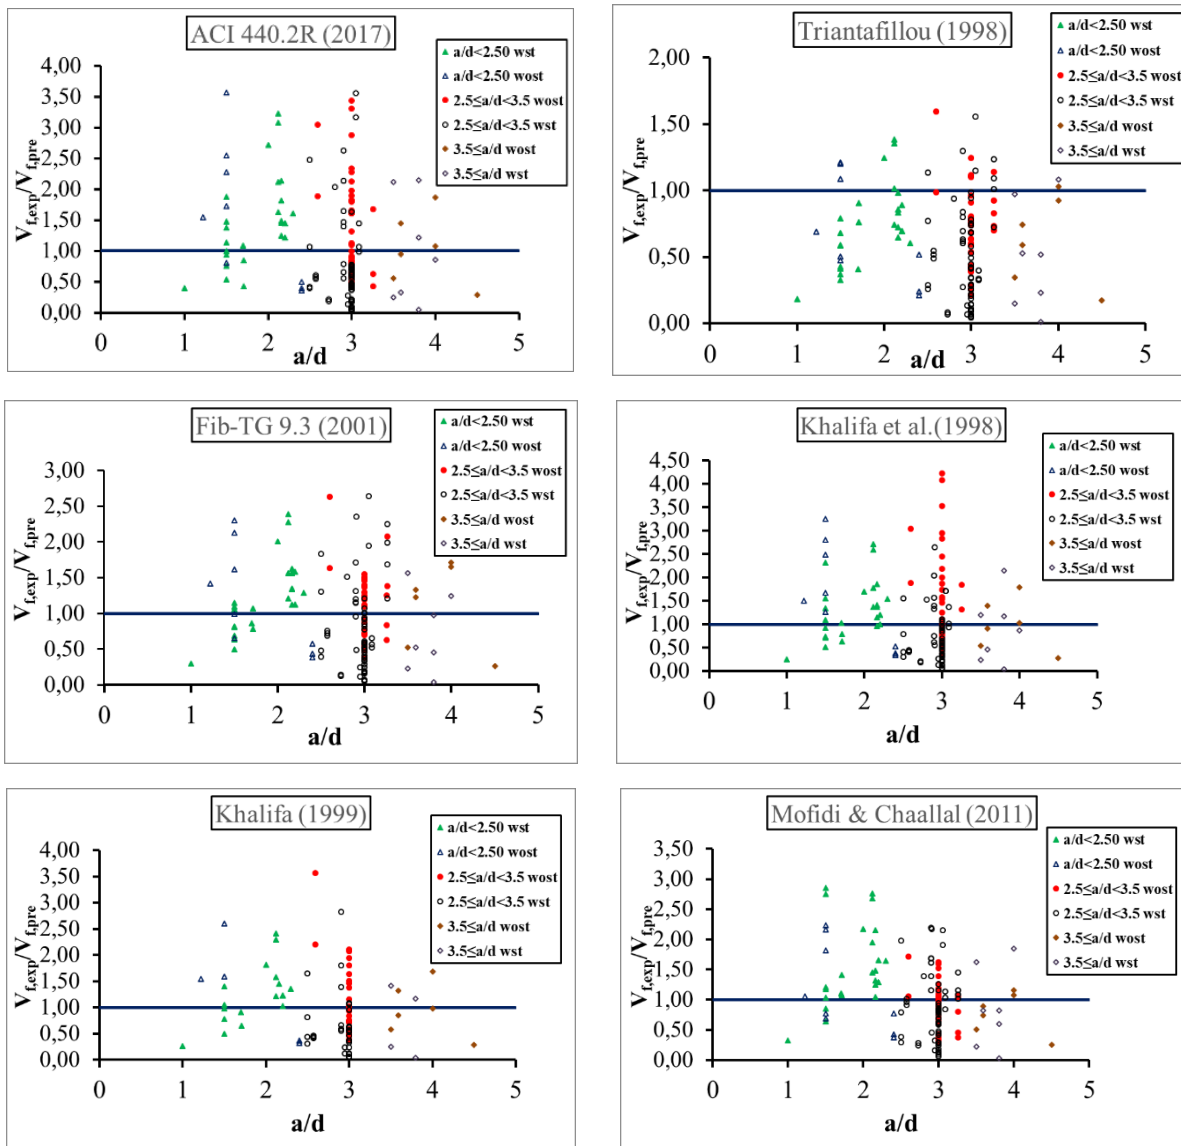 ACI 440.2R (2017)
V_f,exp/V_f,pre
4,00
3,50
3,00
2,50
2,00
1,50
1,00
0,50
0,00
0 1 2 3 4 5
a/d
a/d<2.50 wst
a/d<2.50 wost
2.5≤a/d<3.5 wost
2.5≤a/d<3.5 wst
3.5≤a/d wost
3.5≤a/d wst
Triantafillou (1998)
V_f,exp/V_f,pre
2,00
1,50
1,00
0,50
0,00
0 1 2 3 4 5
a/d
a/d<2.50 wst
a/d<2.50 wost
2.5≤a/d<3.5 wost
2.5≤a/d<3.5 wst
3.5≤a/d wost
3.5≤a/d wst
Fib-TG 9.3 (2001)
V_f,exp/V_f,pre
3,00
2,50
2,00
1,50
1,00
0,50
0,00
0 1 2 3 4 5
a/d
a/d<2.50 wst
a/d<2.50 wost
2.5≤a/d<3.5 wost
2.5≤a/d<3.5 wst
3.5≤a/d wost
3.5≤a/d wst
Khalifa et al.(1998)
V_f,exp/V_f,pre
4,50
4,00
3,50
3,00
2,50
2,00
1,50
1,00
0,50
0,00
0 1 2 3 4 5
a/d
a/d<2.50 wst
a/d<2.50 wost
2.5≤a/d<3.5 wost
2.5≤a/d<3.5 wst
3.5≤a/d wost
3.5≤a/d wst
Khalifa (1999)
V_f,exp/V_f,pre
4,00
3,50
3,00
2,50
2,00
1,50
1,00
0,50
0,00
0 1 2 3 4 5
a/d
a/d<2.50 wst
a/d<2.50 wost
2.5≤a/d<3.5 wost
2.5≤a/d<3.5 wst
3.5≤a/d wost
3.5≤a/d wst
Mofidi & Chaallal (2011)
V_f,exp/V_f,pre
3,50
3,00
2,50
2,00
1,50
1,00
0,50
0,00
0 1 2 3 4 5
a/d
a/d<2.50 wst
a/d<2.50 wost
2.5≤a/d<3.5 wost
2.5≤a/d<3.5 wst
3.5≤a/d wost
3.5≤a/d wst